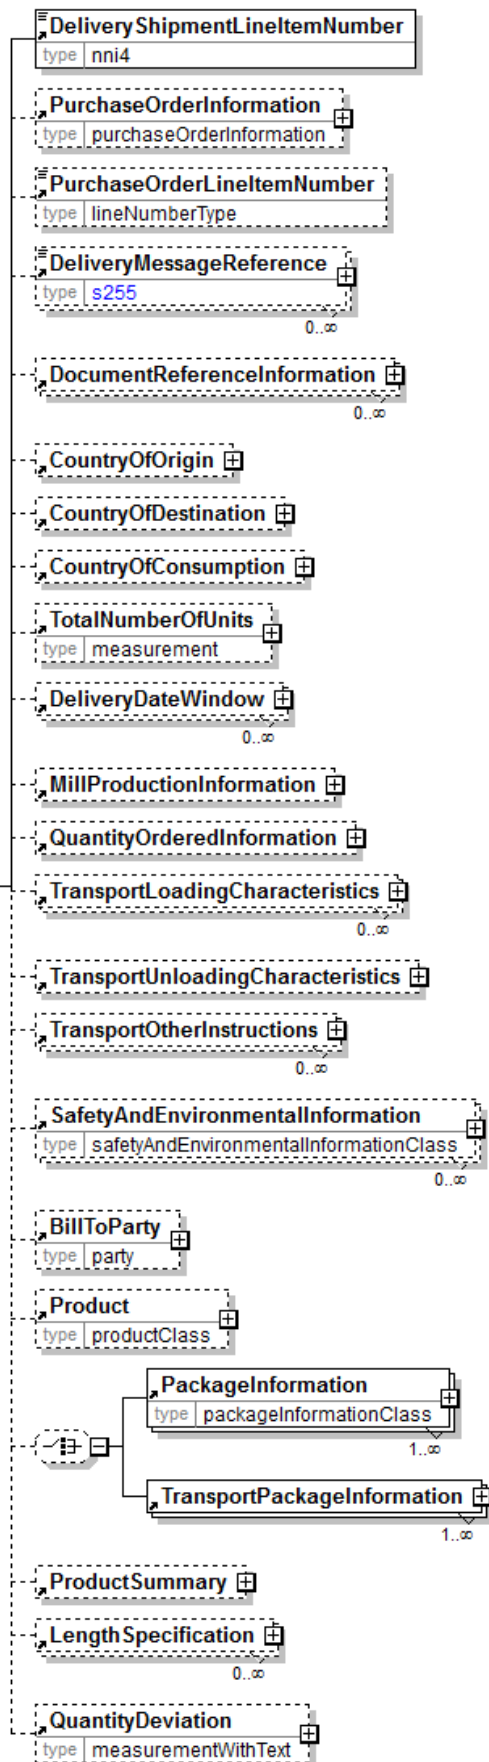 DeliveryShipmentLineItemNumber
type nni4
PurchaseOrderInformation
type purchaseOrderInformation
PurchaseOrderLineItemNumber
type lineNumberType
DeliveryMessageReference
type s255
0..∞
DocumentReferenceInformation
0..∞
CountryOfOrigin
CountryOfDestination
CountryOfConsumption
TotalNumberOfUnits
type measurement
DeliveryDateWindow
0..∞
MillProductionInformation
QuantityOrderedInformation
TransportLoadingCharacteristics
0..∞
TransportUnloadingCharacteristics
TransportOtherInstructions
0..∞
SafetyAndEnvironmentalInformation
type safetyAndEnvironmentalInformationClass
0..∞
BillToParty
type party
Product
type productClass
PackageInformation
type packageInformationClass
1..∞
TransportPackageInformation
1..∞
ProductSummary
LengthSpecification
0..∞
QuantityDeviation
type measurementWithText